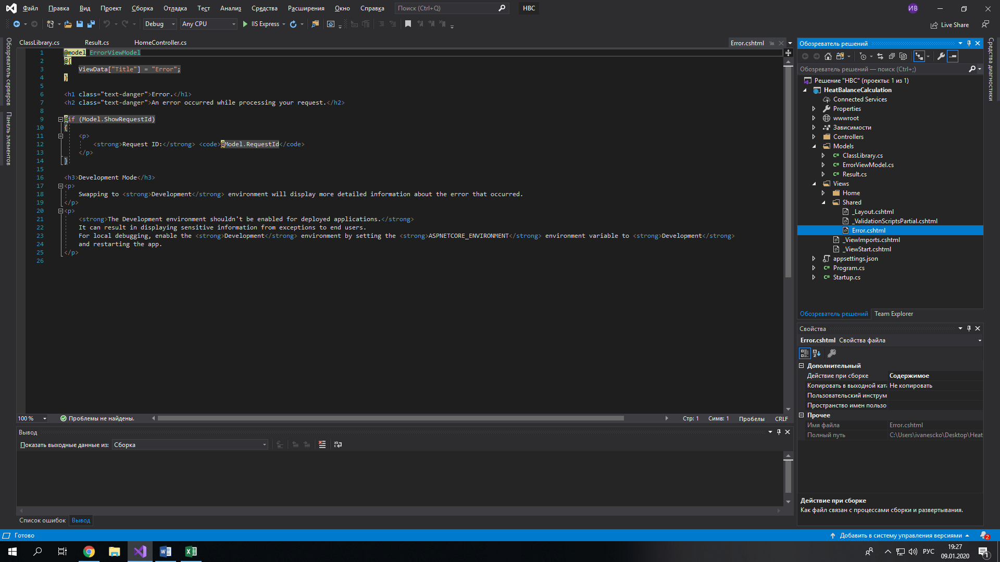 Файл Правка Вид Проект Сборка Отладка Тест Анализ Средства Расширения Окно Справка Поиск (Ctrl+Q) HBC ИВ
Debug Any CPU IIS Express Live Share
ClassLibrary.cs Result.cs HomeController.cs Error.cshtml
Обозреватель серверов
Панель элементов
1 @model ErrorViewModel
2 @{
3 ViewData["Title"] = "Error";
4 }
5
6 <h1 class="text-danger">Error.</h1>
7 <h2 class="text-danger">An error occurred while processing your request.</h2>
8
9 @if (Model.ShowRequestId)
10 {
11 <p>
12 <strong>Request ID:</strong> <code>@Model.RequestId</code>
13 </p>
14 }
15
16 <h3>Development Mode</h3>
17 <p>
18 Swapping to <strong>Development</strong> environment will display more detailed information about the error that occurred.
19 </p>
20 <p>
21 <strong>The Development environment shouldn't be enabled for deployed applications.</strong>
22 It can result in displaying sensitive information from exceptions to end users.
23 For local debugging, enable the <strong>Development</strong> environment by setting the <strong>ASPNETCORE_ENVIRONMENT</strong> environment variable to <strong>Development</strong>
24 and restarting the app.
25 </p>
26
100 % Проблемы не найдены. Стр: 1 Симв: 1 Пробелы CRLF
Вывод
Показать выходные данные из: Сборка
Список ошибок Вывод
Обозреватель решений
Обозреватель решений — поиск (Ctrl+;)
Решение "HBC" (проекты: 1 из 1)
HeatBalanceCalculation
Connected Services
Properties
wwwroot
Зависимости
Controllers
Models
C# ClassLibrary.cs
C# ErrorViewModel.cs
C# Result.cs
Views
Home
Shared
_Layout.cshtml
_ValidationScriptsPartial.cshtml
Error.cshtml
_ViewImports.cshtml
_ViewStart.cshtml
appsettings.json
C# Program.cs
C# Startup.cs
Обозреватель решений Team Explorer
Средства диагностики
Свойства
Error.cshtml Свойства файла
Дополнительный
Действие при сборке Содержимое
Копировать в выходной ката Не копировать
Пользовательский инструм
Пространство имен пользо
Прочее
Имя файла Error.cshtml
Полный путь C:\Users\ivanescko\Desktop\Heat
Действие при сборке
Как файл связан с процессами сборки и развертывания.
Готово Добавить в систему управления версиями 2
РУС 19:27
09.01.2020 1